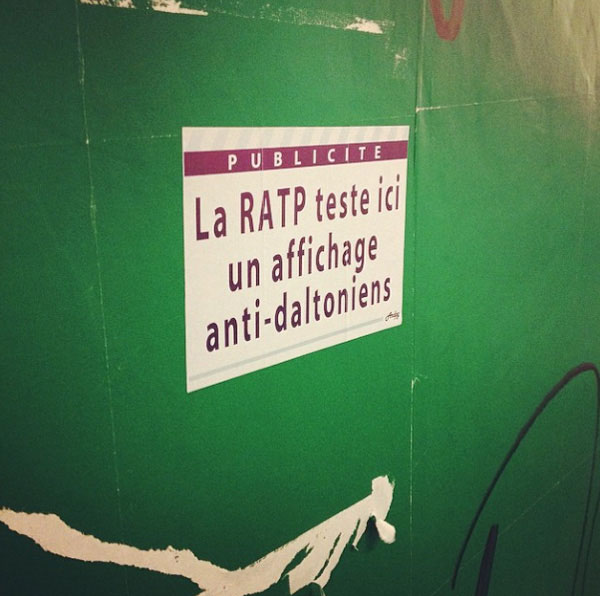 PUBLICITE
La RATP teste ici
un affichage
anti-daltoniens